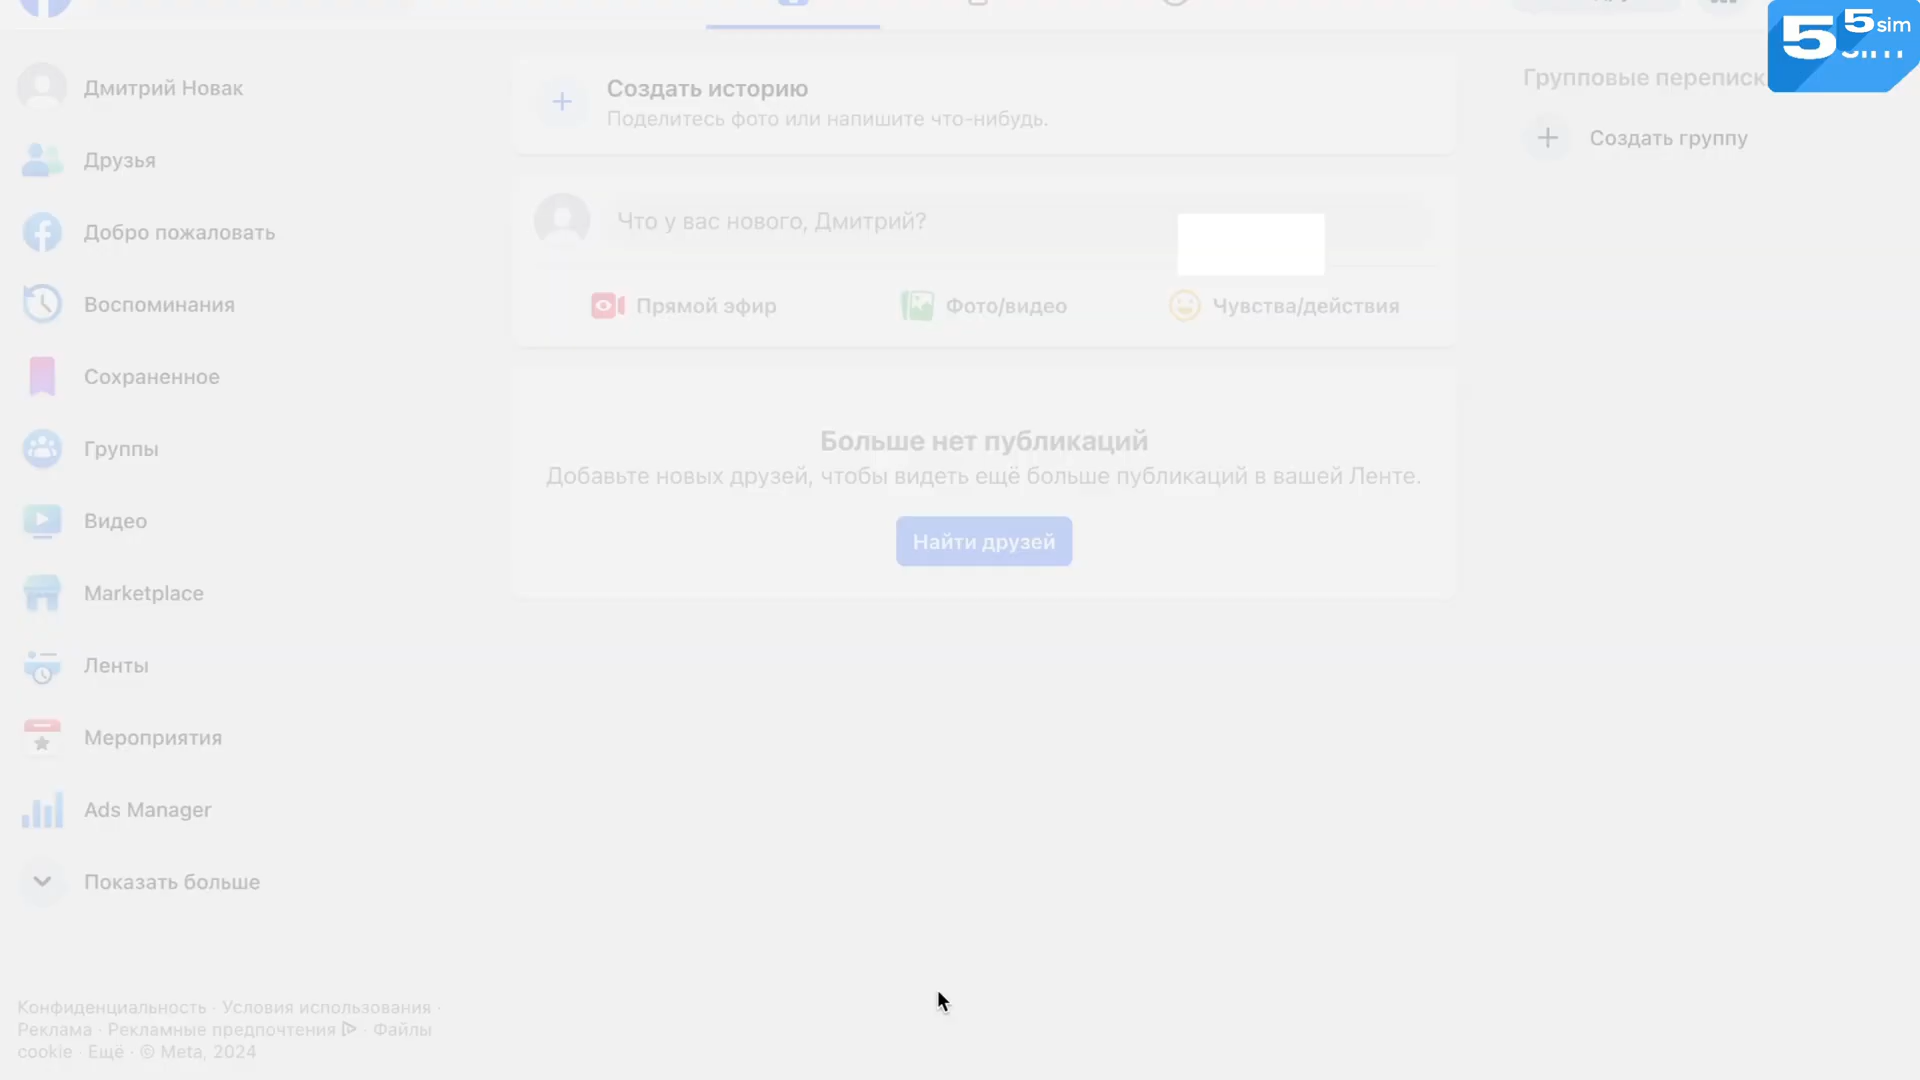 5 sim
Дмитрий Новак
Друзья
Добро пожаловать
Воспоминания
Сохраненное
Группы
Видео
Marketplace
Ленты
Мероприятия
Ads Manager
Показать больше
Конфиденциальность · Условия использования ·
Реклама · Рекламные предпочтения · Файлы
cookie · Ещё · © Meta, 2024
Создать историю
Поделитесь фото или напишите что-нибудь.
Что у вас нового, Дмитрий?
Прямой эфир
Фото/видео
Чувства/действия
Больше нет публикаций
Добавьте новых друзей, чтобы видеть ещё больше публикаций в вашей Ленте.
Найти друзей
Групповые
Создать группу